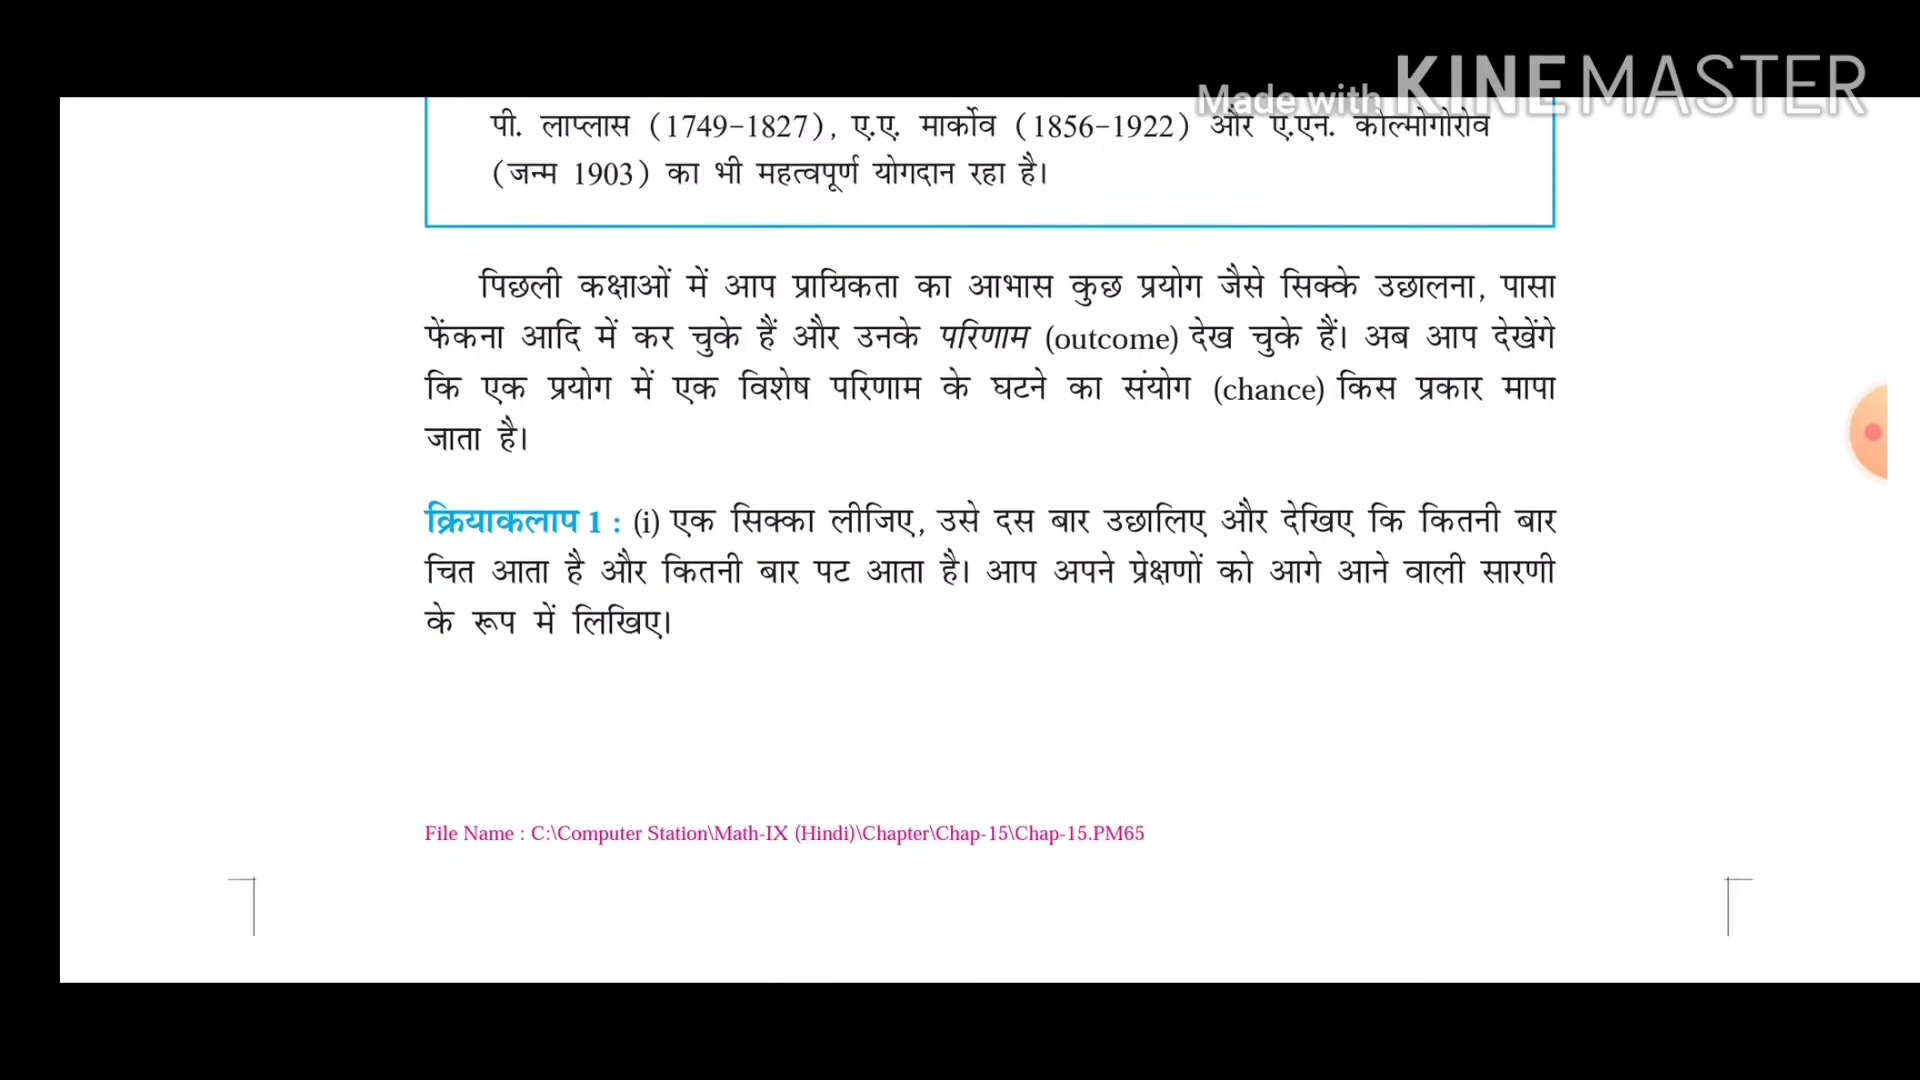 Made with KINEMASTER
पी. लाप्लास (1749-1827), ए.ए. मार्कोव (1856-1922) और ए.एन. कोल्मोगोरोव
(जन्म 1903) का भी महत्वपूर्ण योगदान रहा है।
पिछली कक्षाओं में आप प्रायिकता का आभास कुछ प्रयोग जैसे सिक्के उछालना, पासा
फेंकना आदि में कर चुके हैं और उनके परिणाम (outcome) देख चुके हैं। अब आप देखेंगे
कि एक प्रयोग में एक विशेष परिणाम के घटने का संयोग (chance) किस प्रकार मापा
जाता है।
क्रियाकलाप 1 : (i) एक सिक्का लीजिए, उसे दस बार उछालिए और देखिए कि कितनी बार
चित आता है और कितनी बार पट आता है। आप अपने प्रेक्षणों को आगे आने वाली सारणी
के रूप में लिखिए।
File Name : C:\Computer Station\Math-IX (Hindi)\Chapter\Chap-15\Chap-15.PM65